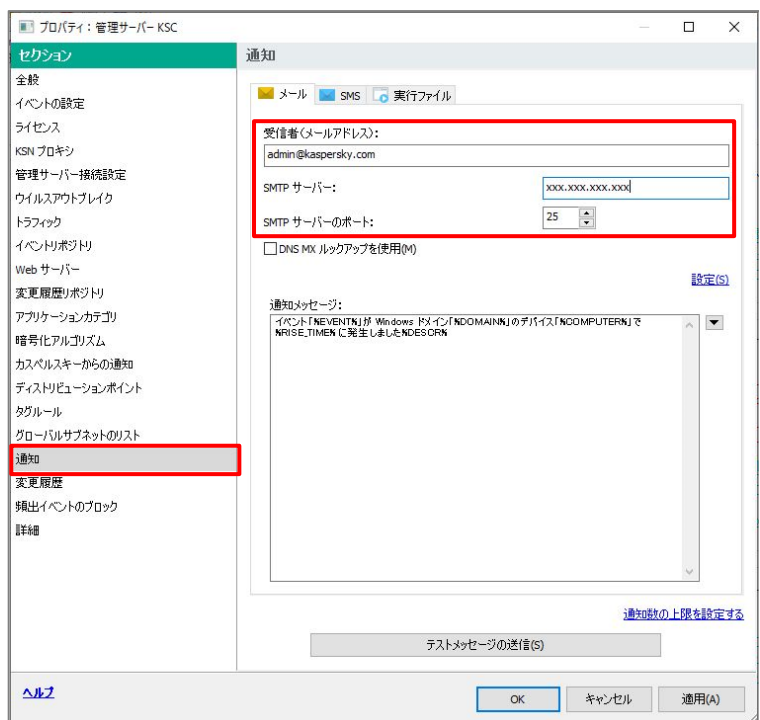 プロパティ：管理サーバー KSC
セクション
全般
イベントの設定
ライセンス
KSN プロキシ
管理サーバー接続設定
ウイルスアウトブレイク
トラフィック
イベントリポジトリ
Web サーバー
変更履歴リポジトリ
アプリケーションカテゴリ
暗号化アルゴリズム
カスペルスキーからの通知
ディストリビューションポイント
タグルール
グローバルサブネットのリスト
通知
変更履歴
頻出イベントのブロック
詳細
通知
メール SMS 実行ファイル
受信者(メールアドレス):
admin@kaspersky.com
SMTP サーバー: xxx.xxx.xxx.xxx
SMTP サーバーのポート: 25
DNS MX ルックアップを使用(M)
設定(S)
通知メッセージ:
イベント「%EVENT%」が Windows ドメイン「%DOMAIN%」のデバイス「%COMPUTER%」で
%RISE_TIME% に発生しました%DESCR%
通知数の上限を設定する
テストメッセージの送信(S)
ヘルプ
OK キャンセル 適用(A)